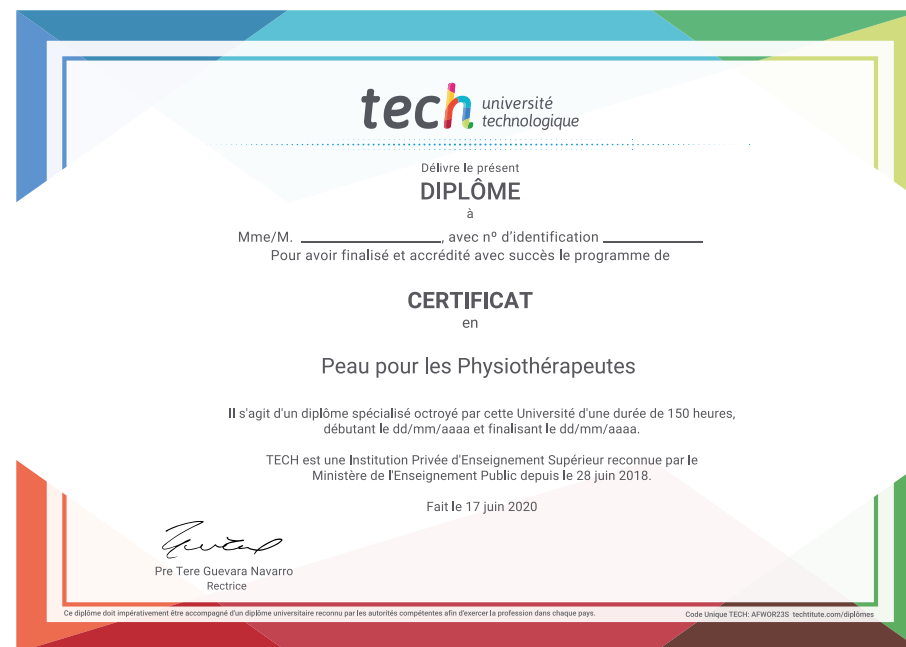 tech université
technologique
Délivre le présent
DIPLÔME
à
Mme/M. ____________________, avec nº d'identification ______________
Pour avoir finalisé et accrédité avec succès le programme de
CERTIFICAT
en
Peau pour les Physiothérapeutes
Il s'agit d'un diplôme spécialisé octroyé par cette Université d'une durée de 150 heures,
débutant le dd/mm/aaaa et finalisant le dd/mm/aaaa.
TECH est une Institution Privée d'Enseignement Supérieur reconnue par le
Ministère de l'Enseignement Public depuis le 28 juin 2018.
Fait le 17 juin 2020
Pre Tere Guevara Navarro
Rectrice
Ce diplôme doit impérativement être accompagné d'un diplôme universitaire reconnu par les autorités compétentes afin d'exercer la profession dans chaque pays.
Code Unique TECH: AFWOR23S techtitute.com/diplômes